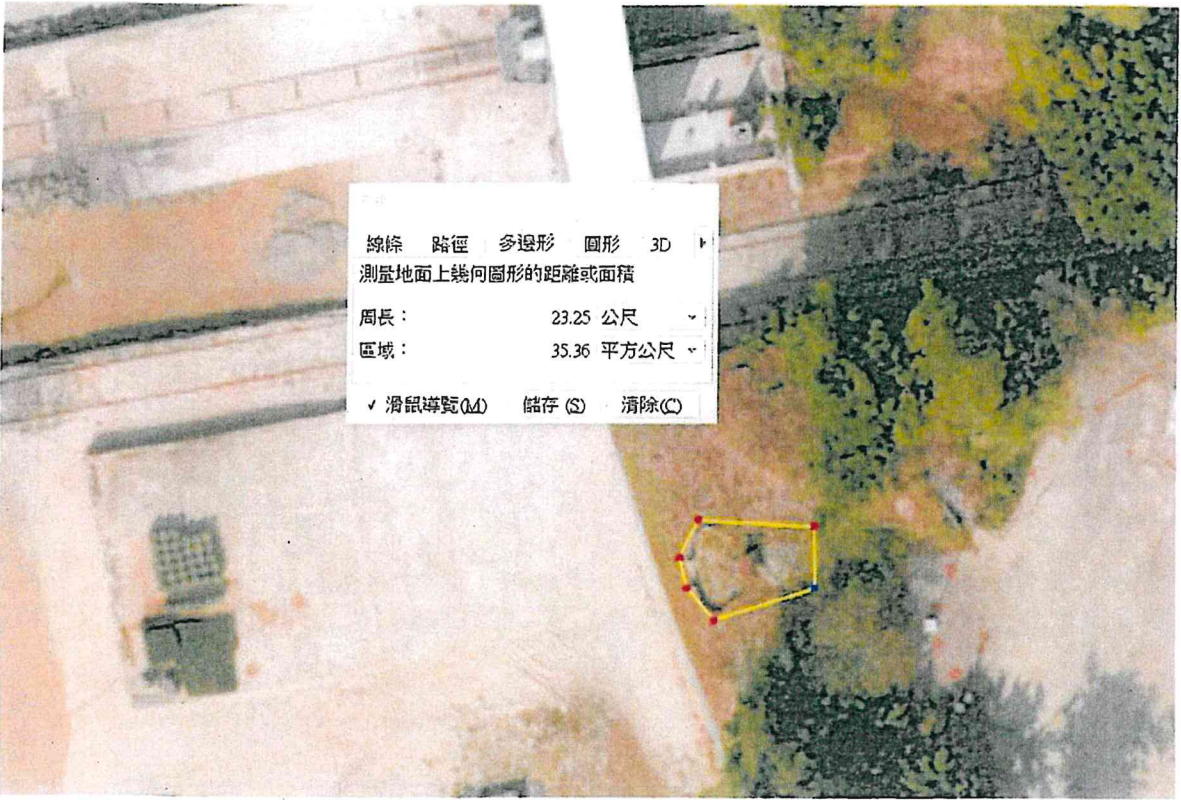 線條 路徑 多邊形 圓形 3D
測量地面上幾何圖形的距離或面積
周長： 23.25 公尺
區域： 35.36 平方公尺
✓ 滑鼠導覽(M) 儲存 (S) 清除(C)